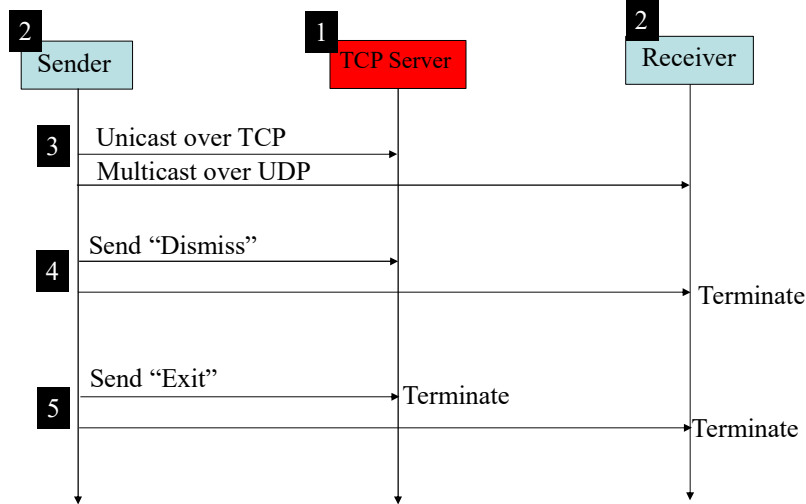 2
1
2
Sender
TCP Server
Receiver
3
Unicast over TCP
Multicast over UDP
Send “Dismiss”
4
Terminate
Send “Exit”
5
Terminate
Terminate